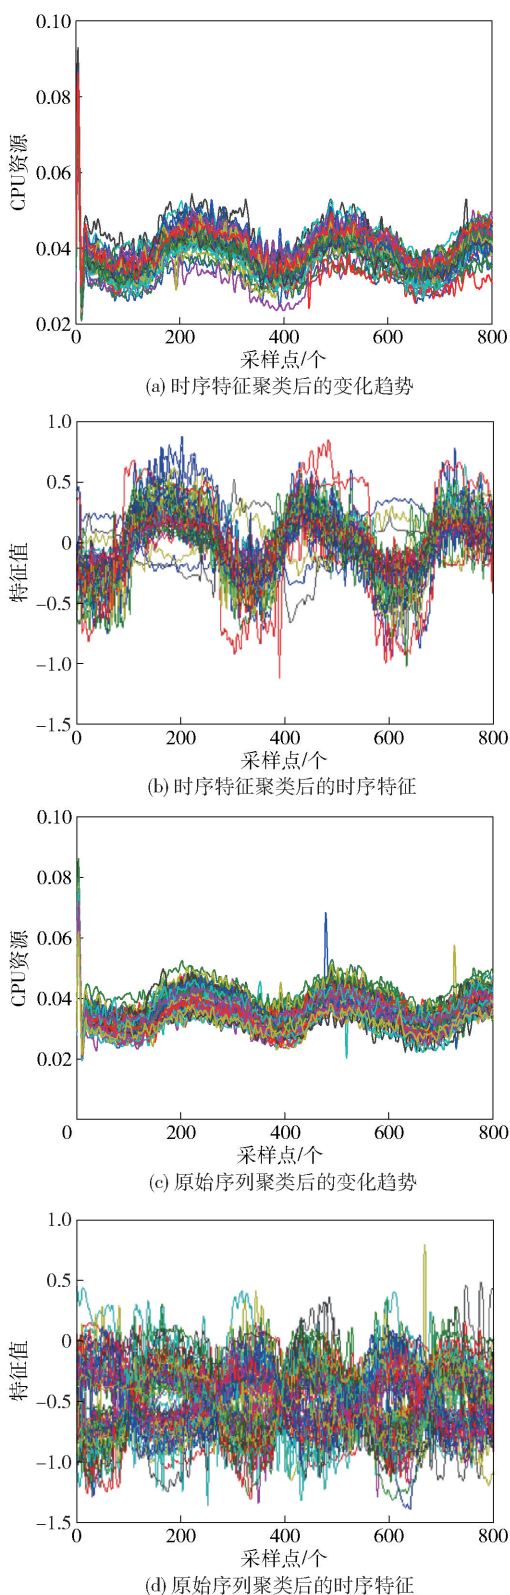 0.10
0.08
0.06
0.04
0.02
CPU资源
0 200 400 600 800
采样点/个
(a) 时序特征聚类后的变化趋势
1.0
0.5
0
-0.5
-1.0
-1.5
特征值
0 200 400 600 800
采样点/个
(b) 时序特征聚类后的时序特征
0.10
0.08
0.06
0.04
0.02
CPU资源
0 200 400 600 800
采样点/个
(c) 原始序列聚类后的变化趋势
1.0
0.5
0
-0.5
-1.0
-1.5
特征值
0 200 400 600 800
采样点/个
(d) 原始序列聚类后的时序特征